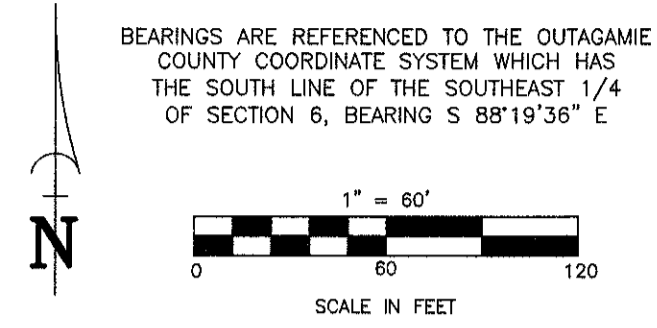 BEARINGS ARE REFERENCED TO THE OUTAGAMIE
COUNTY COORDINATE SYSTEM WHICH HAS
THE SOUTH LINE OF THE SOUTHEAST 1/4
OF SECTION 6, BEARING S 88°19'36" E
1" = 60'
N
0 60 120
SCALE IN FEET